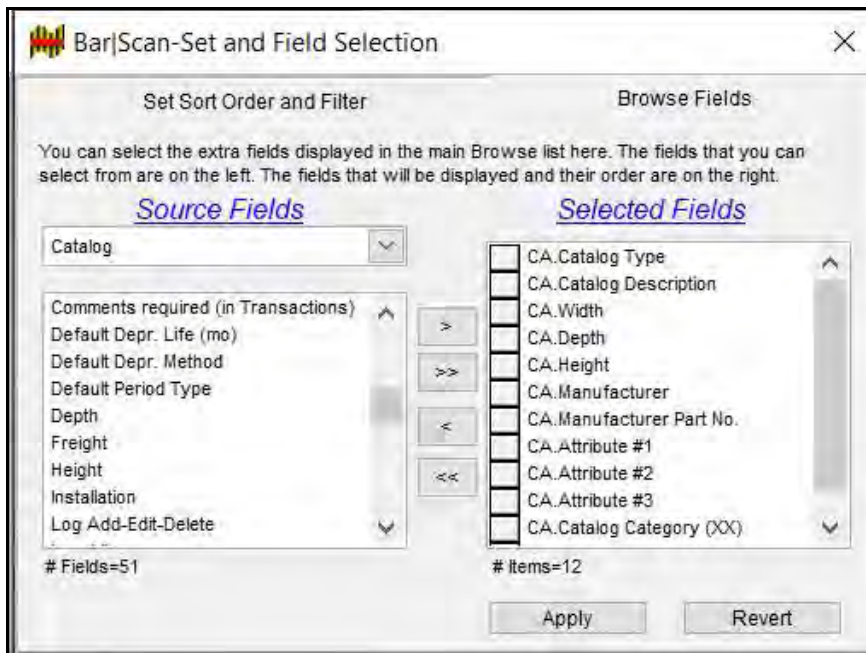 Bar|Scan-Set and Field Selection
Set Sort Order and Filter
Browse Fields
You can select the extra fields displayed in the main Browse list here. The fields that you can
select from are on the left. The fields that will be displayed and their order are on the right.
Source Fields
Catalog
Comments required (in Transactions)
Default Depr. Life (mo)
Default Depr. Method
Default Period Type
Depth
Freight
Height
Installation
Log Add-Edit-Delete
# Fields=51
>
>>
<
<<
Selected Fields
CA.Catalog Type
CA.Catalog Description
CA.Width
CA.Depth
CA.Height
CA.Manufacturer
CA.Manufacturer Part No.
CA.Attribute #1
CA.Attribute #2
CA.Attribute #3
CA.Catalog Category (XX)
# Items=12
Apply
Revert